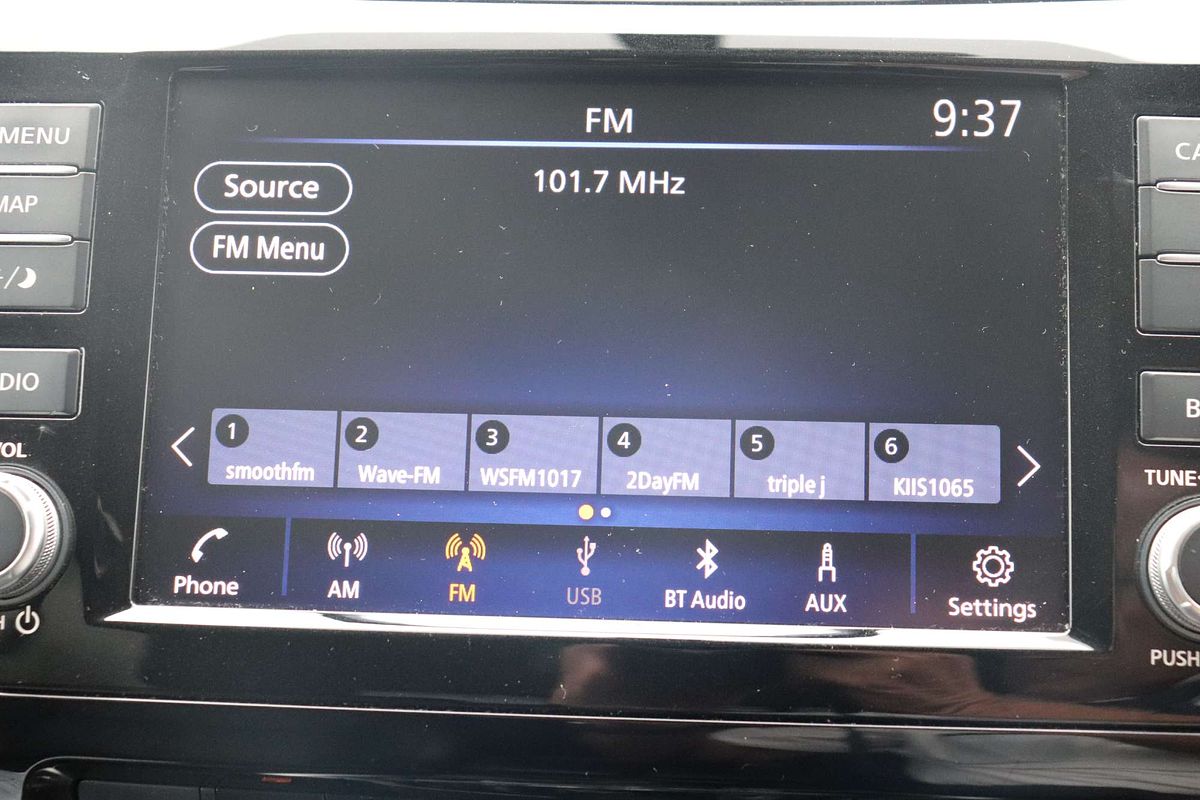 FM
9:37
Source
101.7 MHz
FM Menu
1
smoothfm
2
Wave-FM
3
WSFM1017
4
2DayFM
5
triple j
6
KIIS1065
Phone
AM
FM
USB
BT Audio
AUX
Settings
MENU
MAP
DIO
VOL
CA
B
TUNE
PUSH